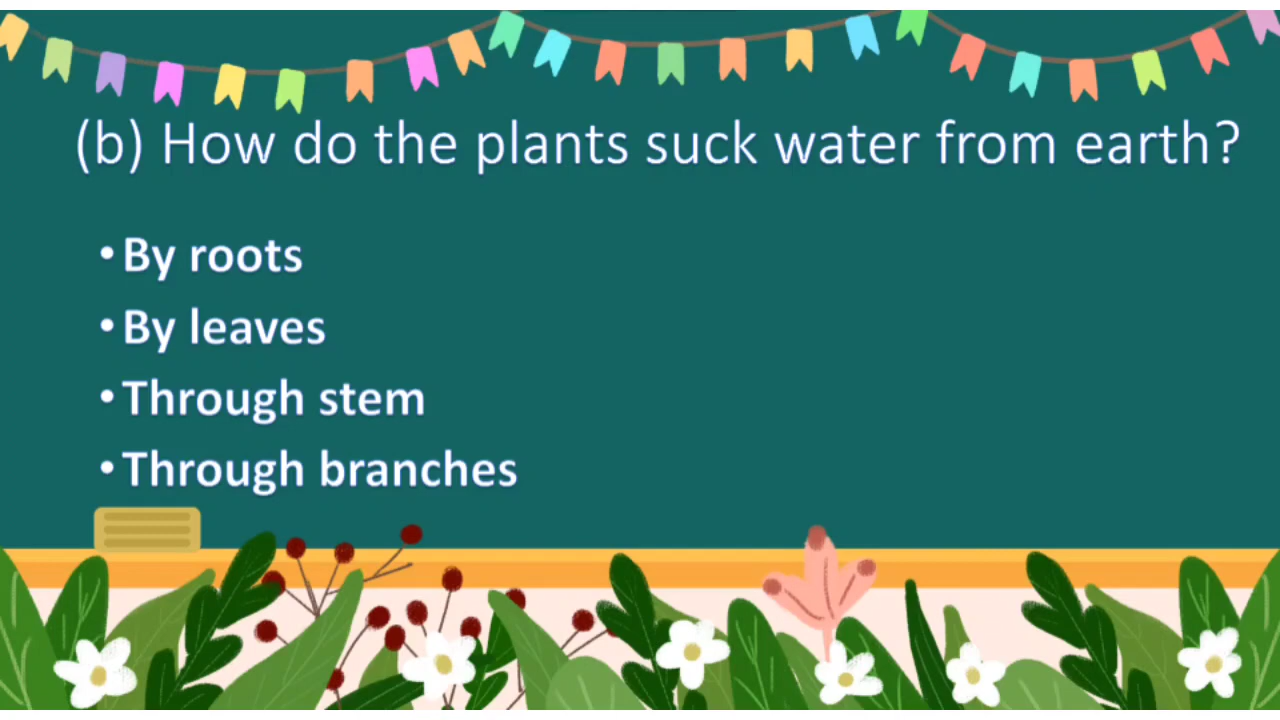 (b) How do the plants suck water from earth?
• By roots
• By leaves
• Through stem
• Through branches